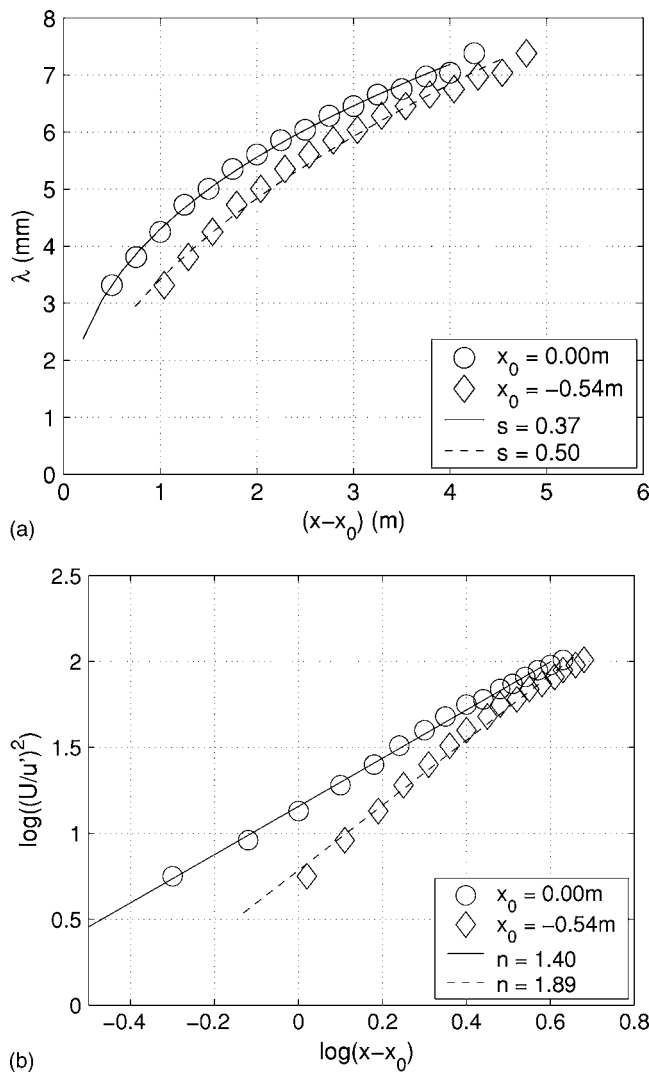 8
7
6
5
4
3
2
1
0
λ (mm)
0 1 2 3 4 5 6
(x−x0) (m)
x0 = 0.00m
x0 = −0.54m
s = 0.37
s = 0.50
(a)
2.5
2
1.5
1
0.5
0
log((U/u')2)
−0.4 −0.2 0 0.2 0.4 0.6 0.8
log(x−x0)
x0 = 0.00m
x0 = −0.54m
n = 1.40
n = 1.89
(b)